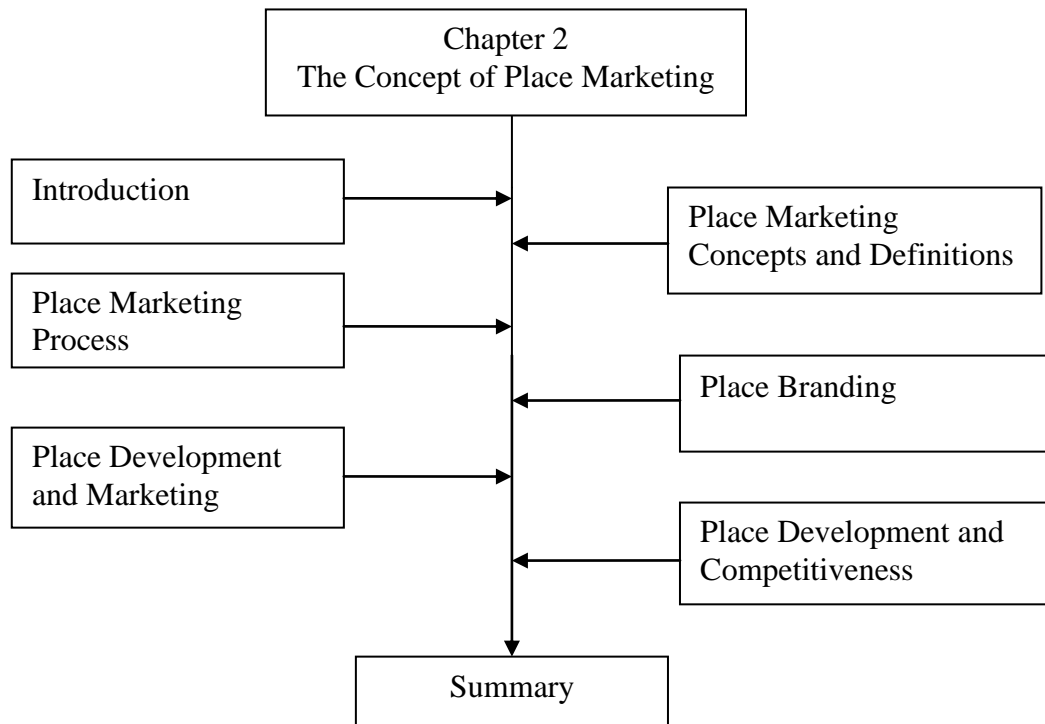 Chapter 2
The Concept of Place Marketing
Introduction
Place Marketing
Concepts and Definitions
Place Marketing
Process
Place Branding
Place Development
and Marketing
Place Development and
Competitiveness
Summary